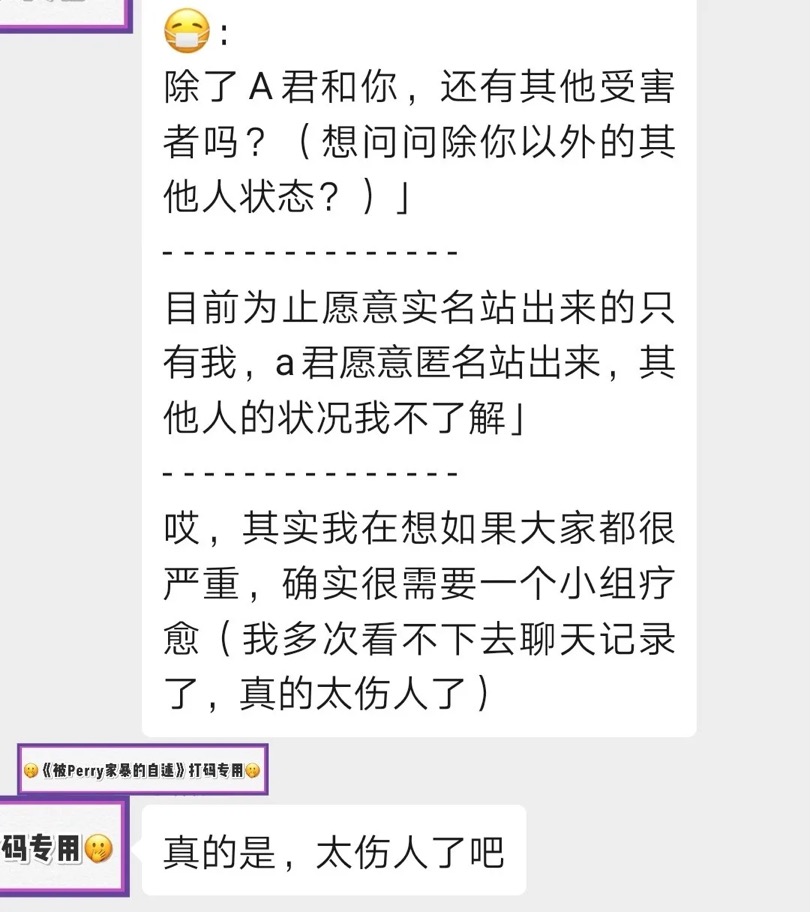 😷：
除了A君和你，还有其他受害
者吗？（想问问除你以外的其
他人状态？）」
- - - - - - - - - - - - - - -
目前为止愿意实名站出来的只
有我，a君愿意匿名站出来，其
他人的状况我不了解」
- - - - - - - - - - - - - - -
哎，其实我在想如果大家都很
严重，确实很需要一个小组疗
愈（我多次看不下去聊天记录
了，真的太伤人了）
🤭《被Perry家暴的自述》打码专用🤭
码专用🤭
真的是，太伤人了吧